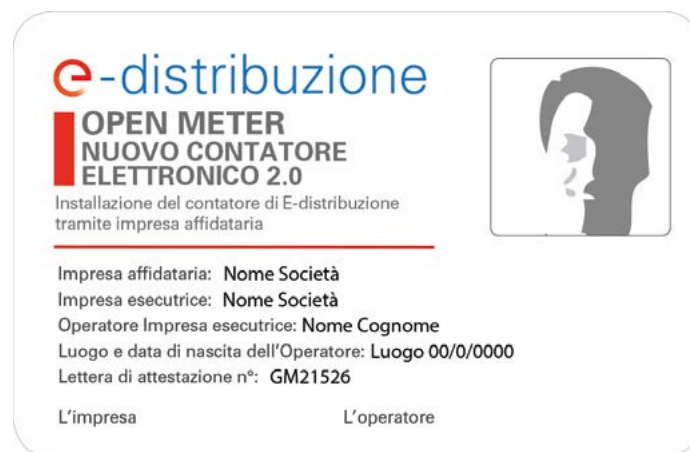 e-distribuzione
OPEN METER
NUOVO CONTATORE
ELETTRONICO 2.0
Installazione del contatore di E-distribuzione
tramite impresa affidataria
Impresa affidataria: Nome Società
Impresa esecutrice: Nome Società
Operatore Impresa esecutrice: Nome Cognome
Luogo e data di nascita dell'Operatore: Luogo 00/0/0000
Lettera di attestazione n°: GM21526
L'impresa L'operatore